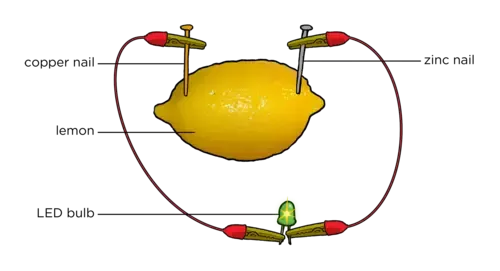 copper nail
zinc nail
lemon
LED bulb